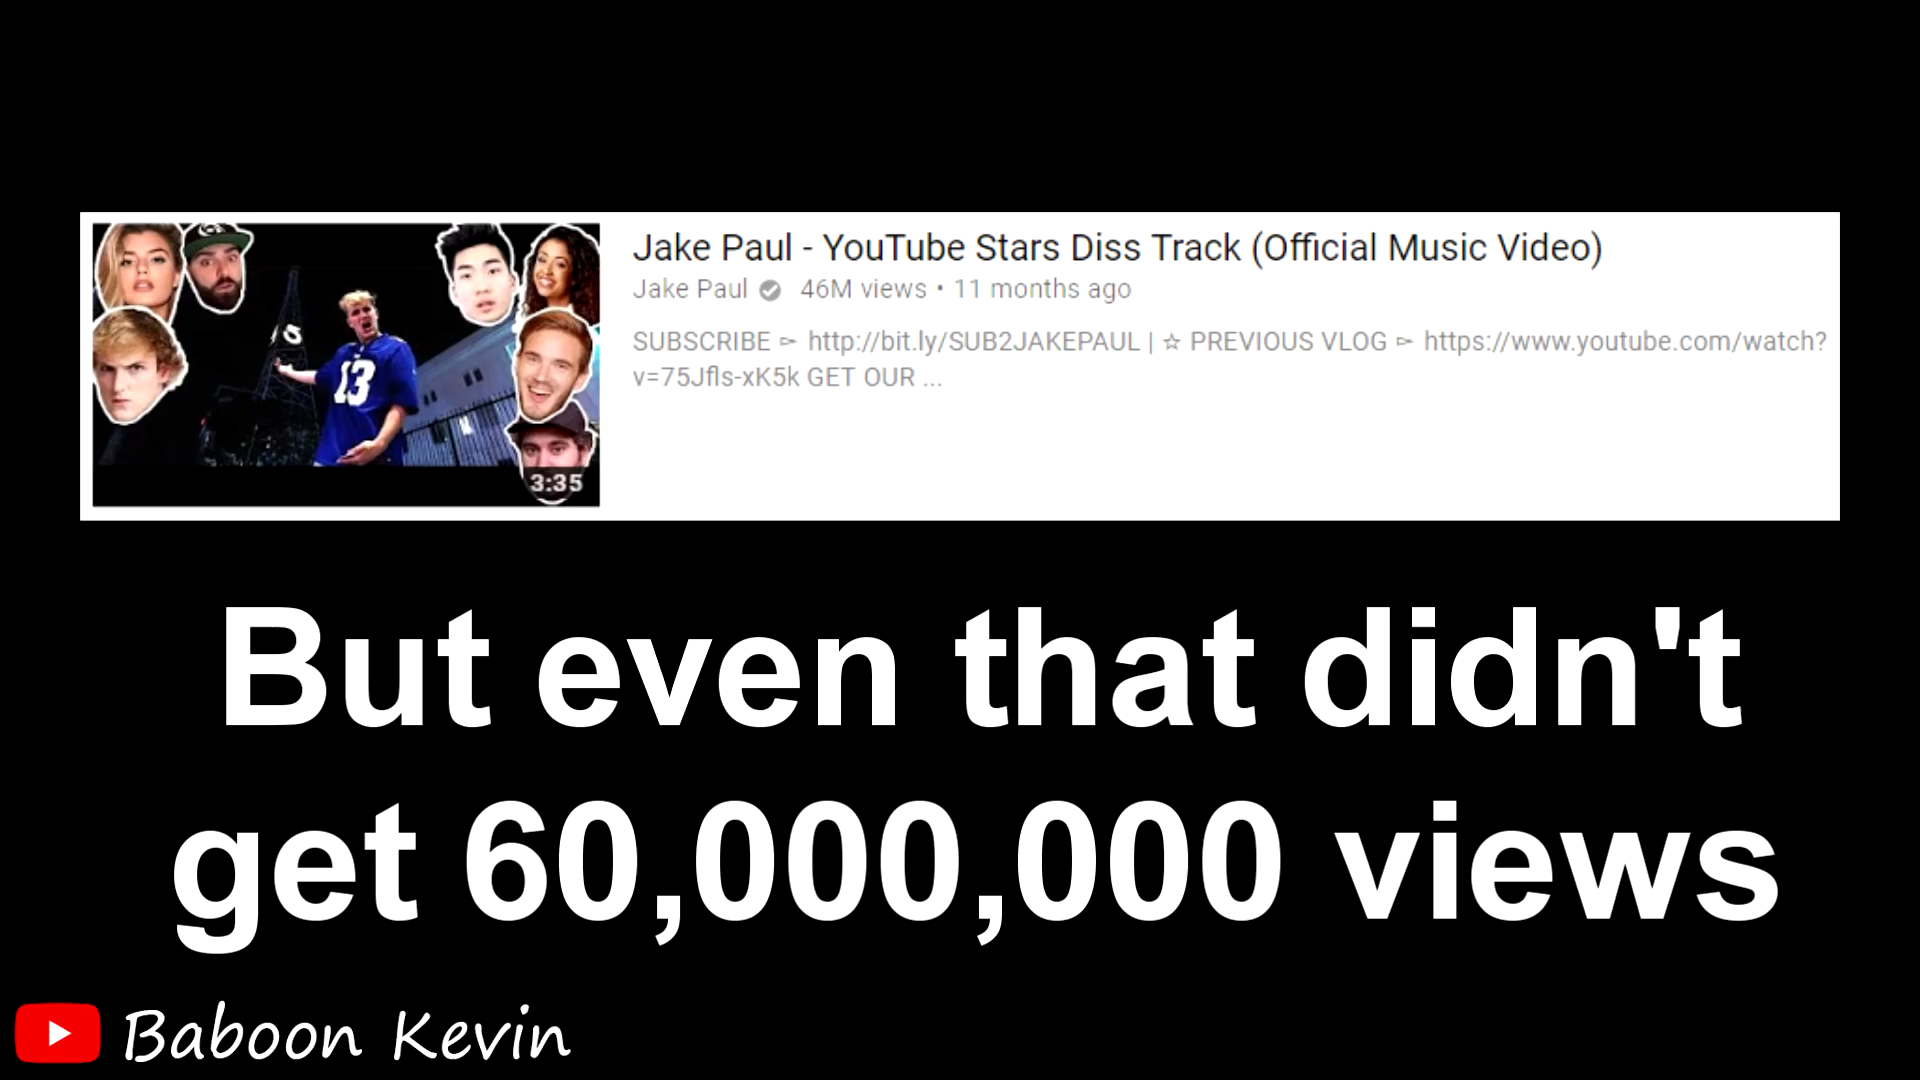 Jake Paul - YouTube Stars Diss Track (Official Music Video)
Jake Paul 46M views • 11 months ago
SUBSCRIBE ► http://bit.ly/SUB2JAKEPAUL | ☆ PREVIOUS VLOG ► https://www.youtube.com/watch?
v=75Jfls-xK5k GET OUR ...
13
3:35
But even that didn't
get 60,000,000 views
Baboon Kevin